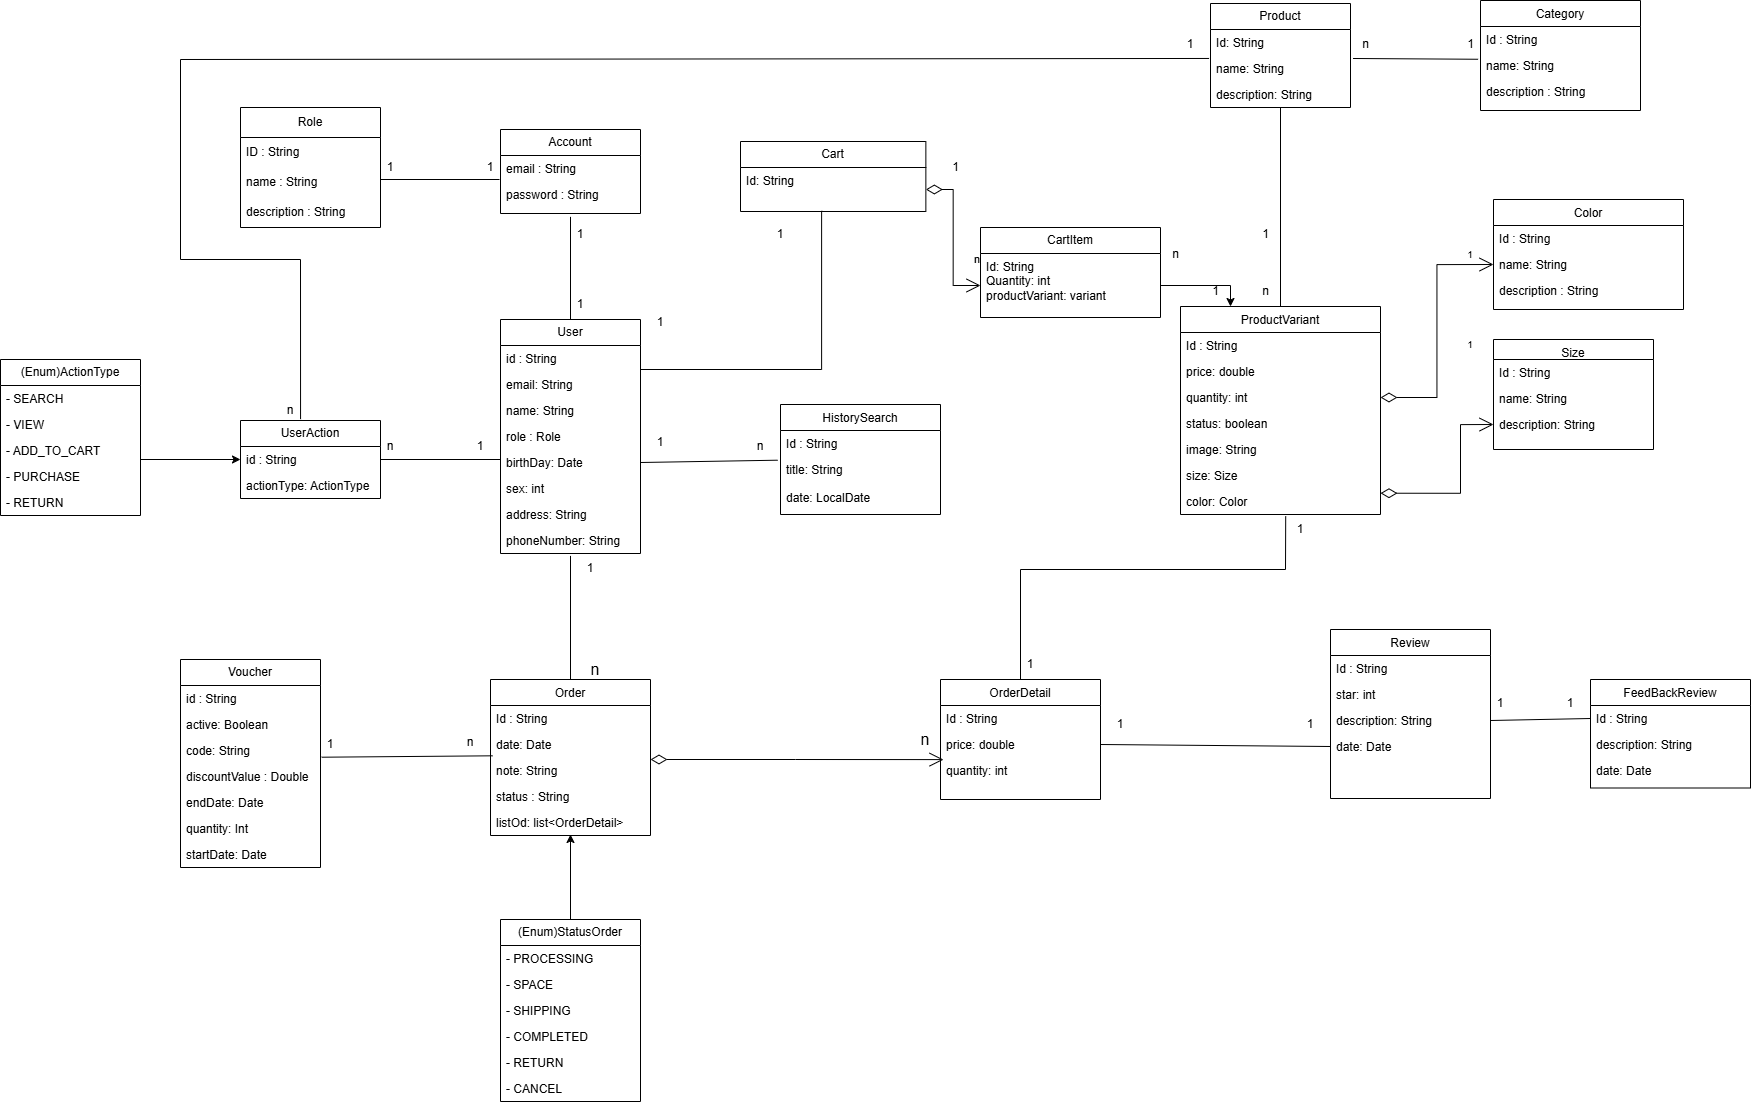 Product
Id: String
name: String
description: String
1
n
1
Category
Id : String
name: String
description : String
Role
ID : String
name : String
description : String
1
1
Account
email : String
password : String
Cart
Id: String
1
1
1
1
n
CartItem
Id: String
Quantity: int
productVariant: variant
n
1
1
n
Color
Id : String
name: String
description : String
1
Size
Id : String
name: String
description: String
1
ProductVariant
Id : String
price: double
quantity: int
status: boolean
image: String
size: Size
color: Color
1
User
id : String
email: String
name: String
role : Role
birthDay: Date
sex: int
address: String
phoneNumber: String
1
(Enum)ActionType
- SEARCH
- VIEW
- ADD_TO_CART
- PURCHASE
- RETURN
n
UserAction
id : String
actionType: ActionType
n
1
1
n
HistorySearch
Id : String
title: String
date: LocalDate
1
n
Voucher
id : String
active: Boolean
code: String
discountValue : Double
endDate: Date
quantity: Int
startDate: Date
1
n
Order
Id : String
date: Date
note: String
status : String
listOd: list<OrderDetail>
n
1
OrderDetail
Id : String
price: double
quantity: int
1
1
Review
Id : String
star: int
description: String
date: Date
1
1
FeedBackReview
Id : String
description: String
date: Date
(Enum)StatusOrder
- PROCESSING
- SPACE
- SHIPPING
- COMPLETED
- RETURN
- CANCEL